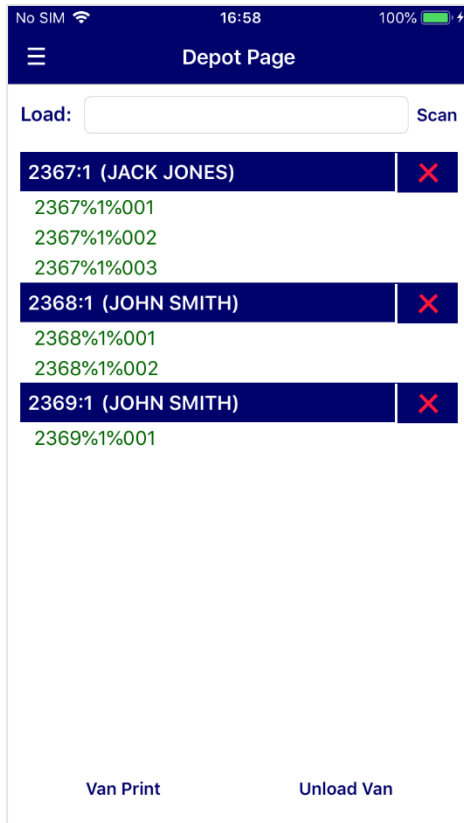 No SIM 16:58 100%
Depot Page
Load: Scan
2367:1 (JACK JONES)
2367%1%001
2367%1%002
2367%1%003
2368:1 (JOHN SMITH)
2368%1%001
2368%1%002
2369:1 (JOHN SMITH)
2369%1%001
Van Print Unload Van